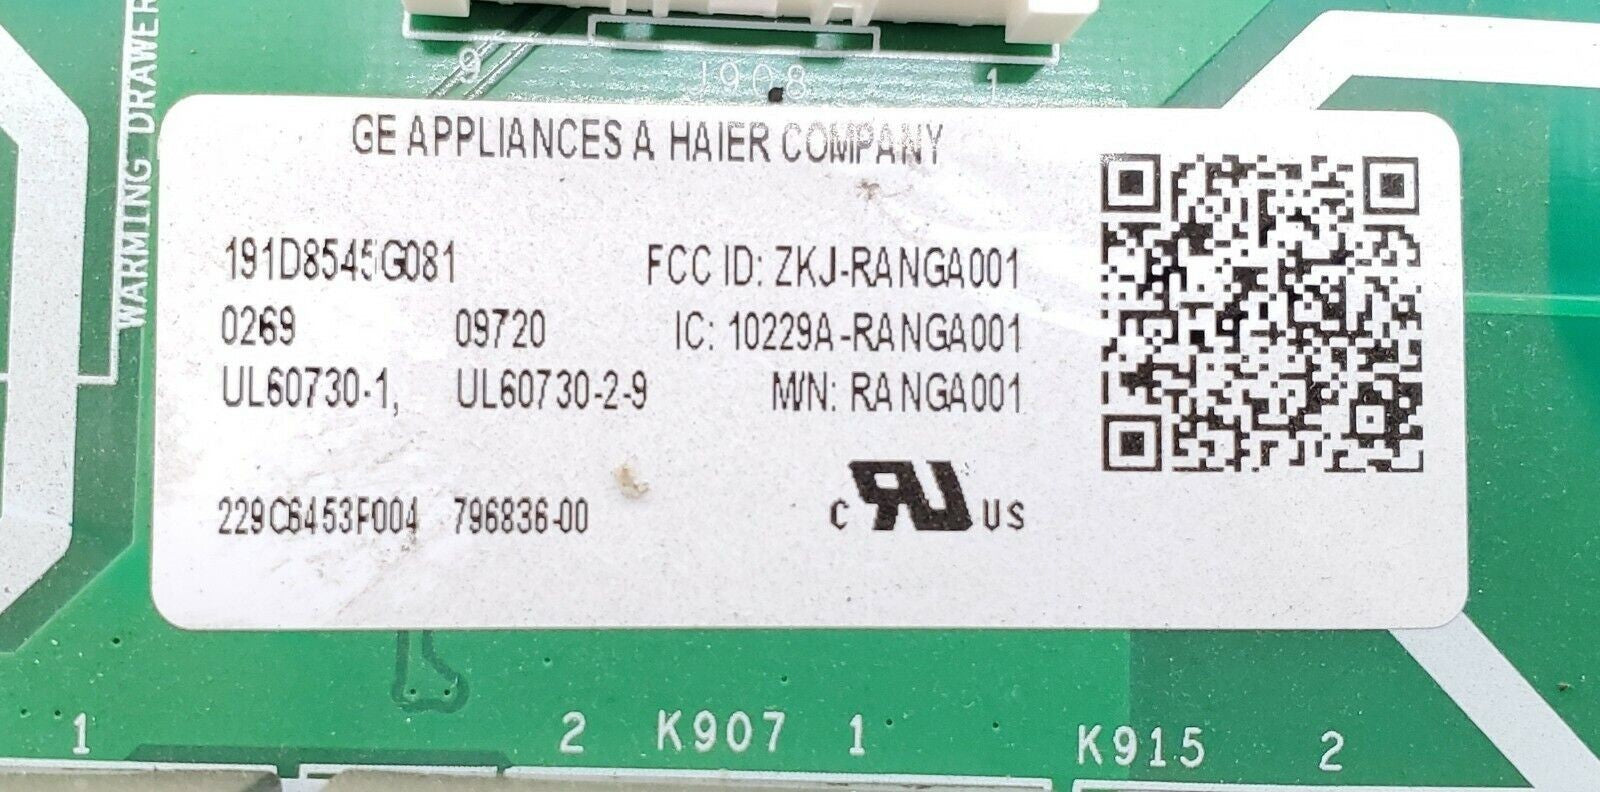 9 J908 1
WARMING DRAWER
GE APPLIANCES A HAIER COMPANY
191D8545G081 FCC ID: ZKJ-RANGA001
0269 09720 IC: 10229A-RANGA001
UL60730-1, UL60730-2-9 M/N: RANGA001
229C6453F004 796836-00 C RU US
1 2 K907 1 K915 2